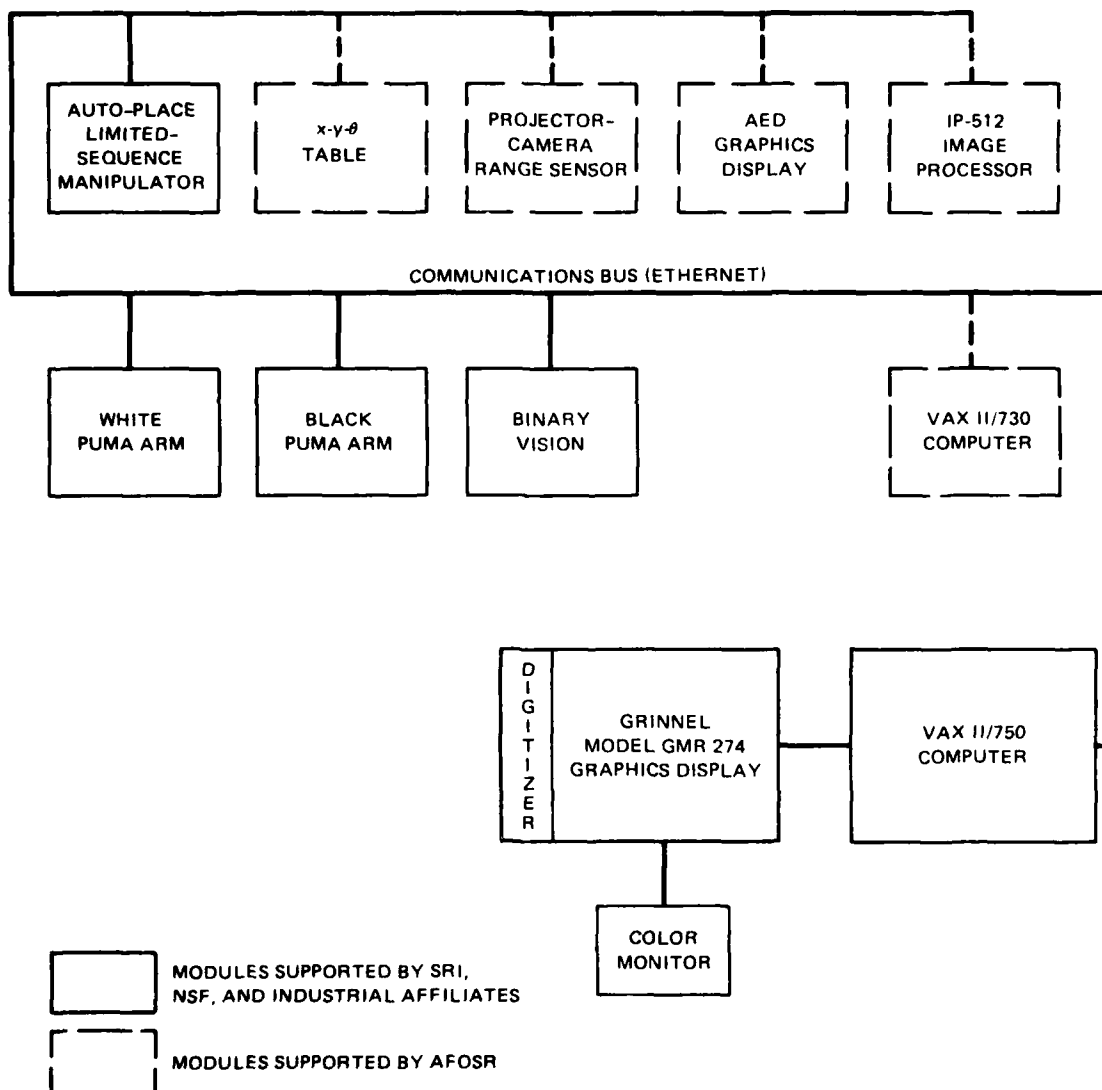 AUTO-PLACE
LIMITED-
SEQUENCE
MANIPULATOR
x-y-θ
TABLE
PROJECTOR-
CAMERA
RANGE SENSOR
AED
GRAPHICS
DISPLAY
IP-512
IMAGE
PROCESSOR
COMMUNICATIONS BUS (ETHERNET)
WHITE
PUMA ARM
BLACK
PUMA ARM
BINARY
VISION
VAX II/730
COMPUTER
DIGITIZER
GRINNEL
MODEL GMR 274
GRAPHICS DISPLAY
VAX II/750
COMPUTER
COLOR
MONITOR
MODULES SUPPORTED BY SRI,
NSF, AND INDUSTRIAL AFFILIATES
MODULES SUPPORTED BY AFOSR